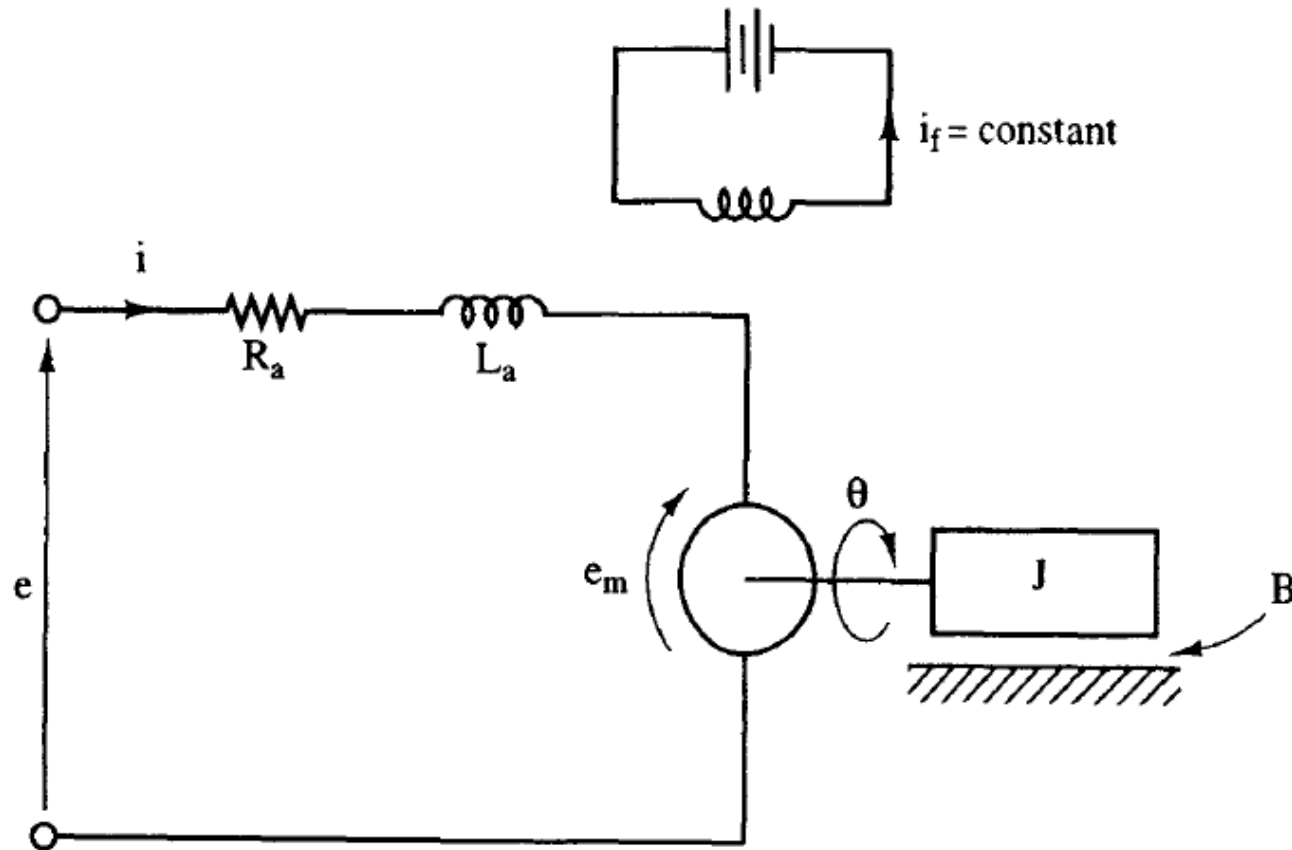 i_f = constant
i
R_a
L_a
θ
e_m
J
e
B